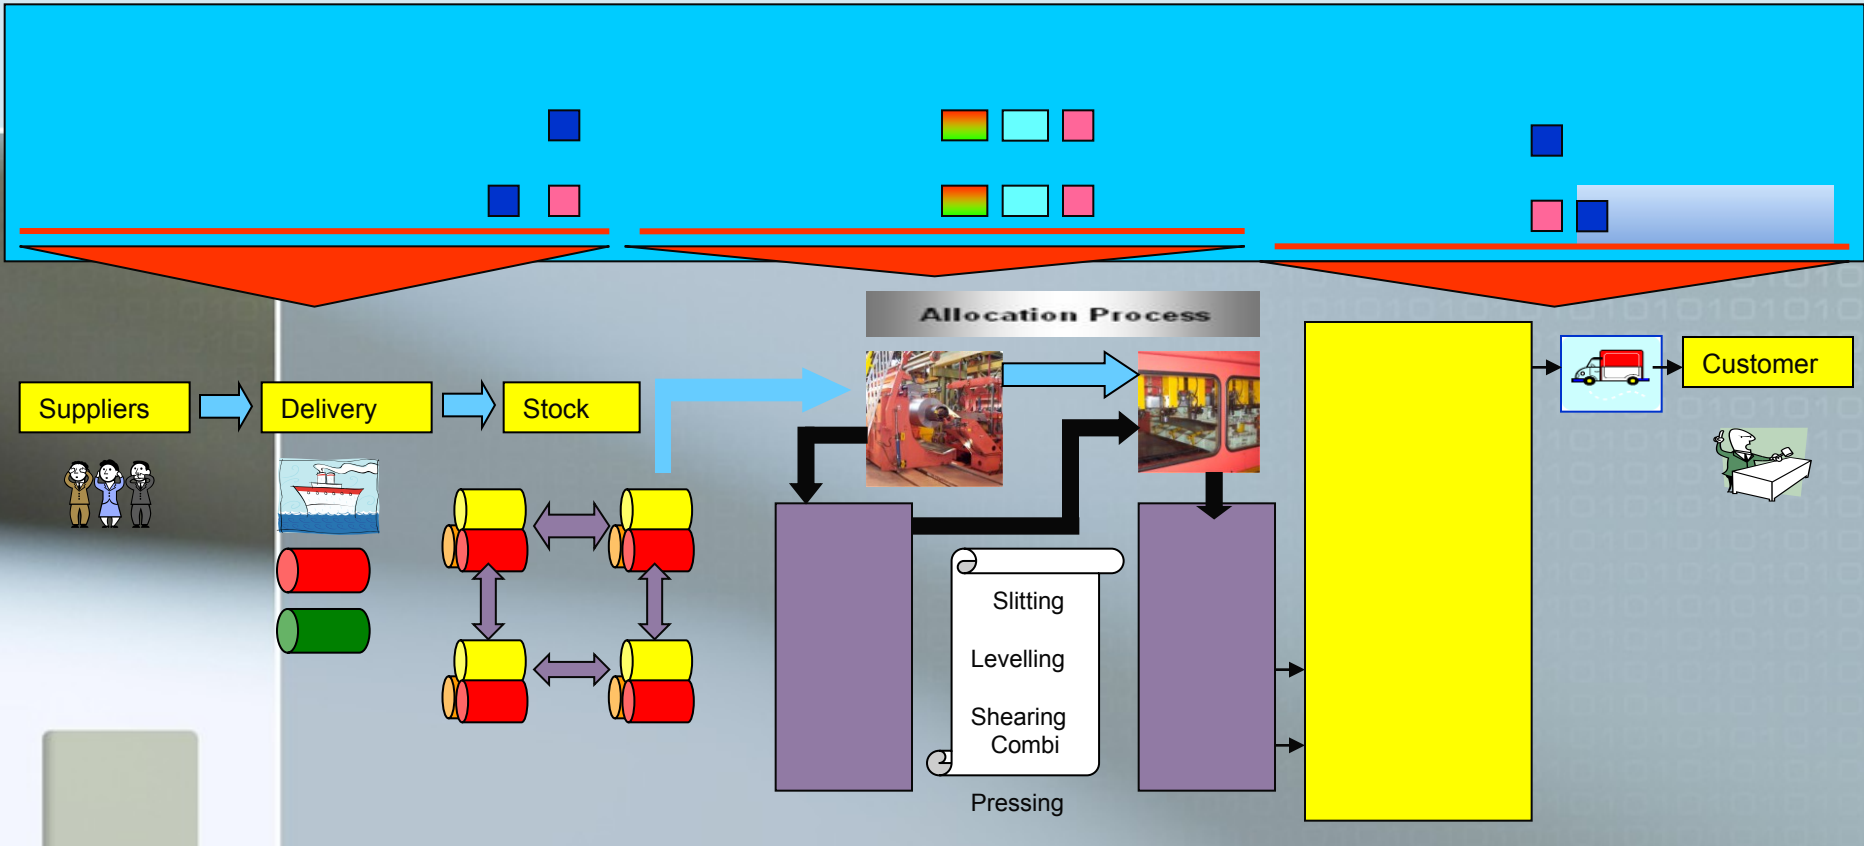 Allocation Process
Suppliers
Delivery
Stock
Customer
Slitting
Levelling
Shearing
Combi
Pressing